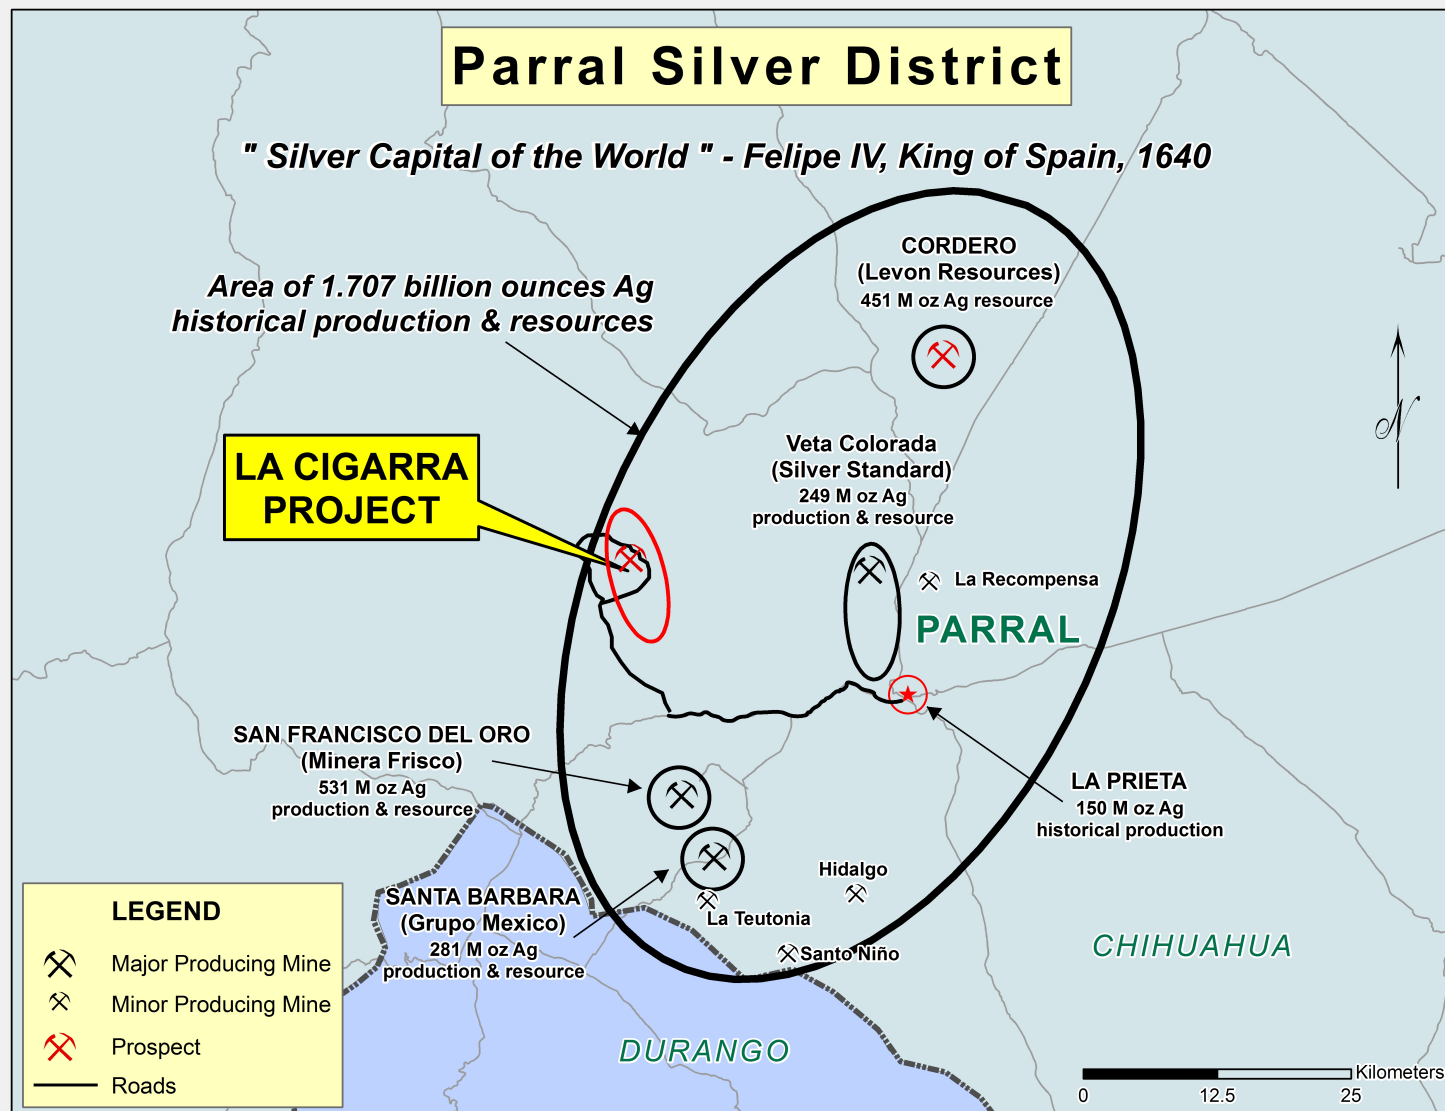 Parral Silver District
" Silver Capital of the World " - Felipe IV, King of Spain, 1640
CORDERO
(Levon Resources)
451 M oz Ag resource
Area of 1.707 billion ounces Ag
historical production & resources
LA CIGARRA
PROJECT
Veta Colorada
(Silver Standard)
249 M oz Ag
production & resource
La Recompensa
PARRAL
N
SAN FRANCISCO DEL ORO
(Minera Frisco)
531 M oz Ag
production & resource
LA PRIETA
150 M oz Ag
historical production
SANTA BARBARA
(Grupo Mexico)
281 M oz Ag
production & resource
Hidalgo
La Teutonia
Santo Niño
CHIHUAHUA
DURANGO
LEGEND
Major Producing Mine
Minor Producing Mine
Prospect
Roads
Kilometers
0 12.5 25